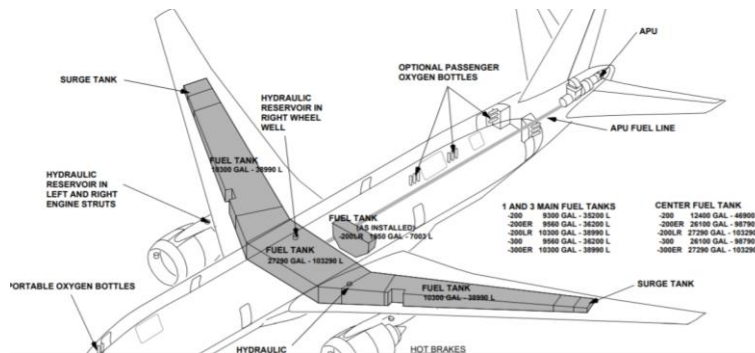 APU
SURGE TANK
OPTIONAL PASSENGER
OXYGEN BOTTLES
HYDRAULIC
RESERVOIR IN
RIGHT WHEEL
WELL
APU FUEL LINE
FUEL TANK
10300 GAL - 38990 L
HYDRAULIC
RESERVOIR IN
LEFT AND RIGHT
ENGINE STRUTS
FUEL TANK
(AS INSTALLED)
-200LR 1850 GAL - 7003 L
FUEL TANK
27290 GAL - 103290 L
1 AND 3 MAIN FUEL TANKS
-200 9300 GAL - 35200 L
-200ER 9560 GAL - 36200 L
-200LR 10300 GAL - 38990 L
-300 9560 GAL - 36200 L
-300ER 10300 GAL - 38990 L
CENTER FUEL TANK
-200 12400 GAL - 46900
-200ER 26100 GAL - 98790
-200LR 27290 GAL - 103290
-300 26100 GAL - 98790
-300ER 27290 GAL - 103290
FUEL TANK
10300 GAL - 38990 L
SURGE TANK
PORTABLE OXYGEN BOTTLES
HYDRAULIC
HOT BRAKES